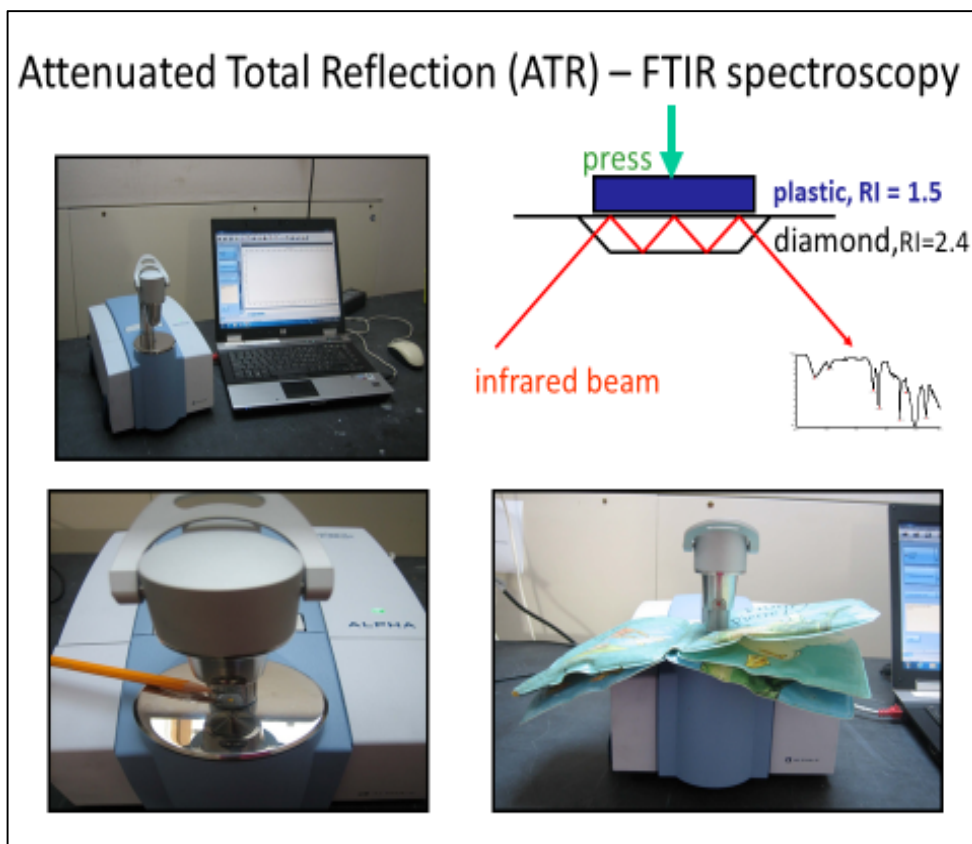 Attenuated Total Reflection (ATR) – FTIR spectroscopy
press
plastic, RI = 1.5
diamond,RI=2.4
infrared beam
ALPHA